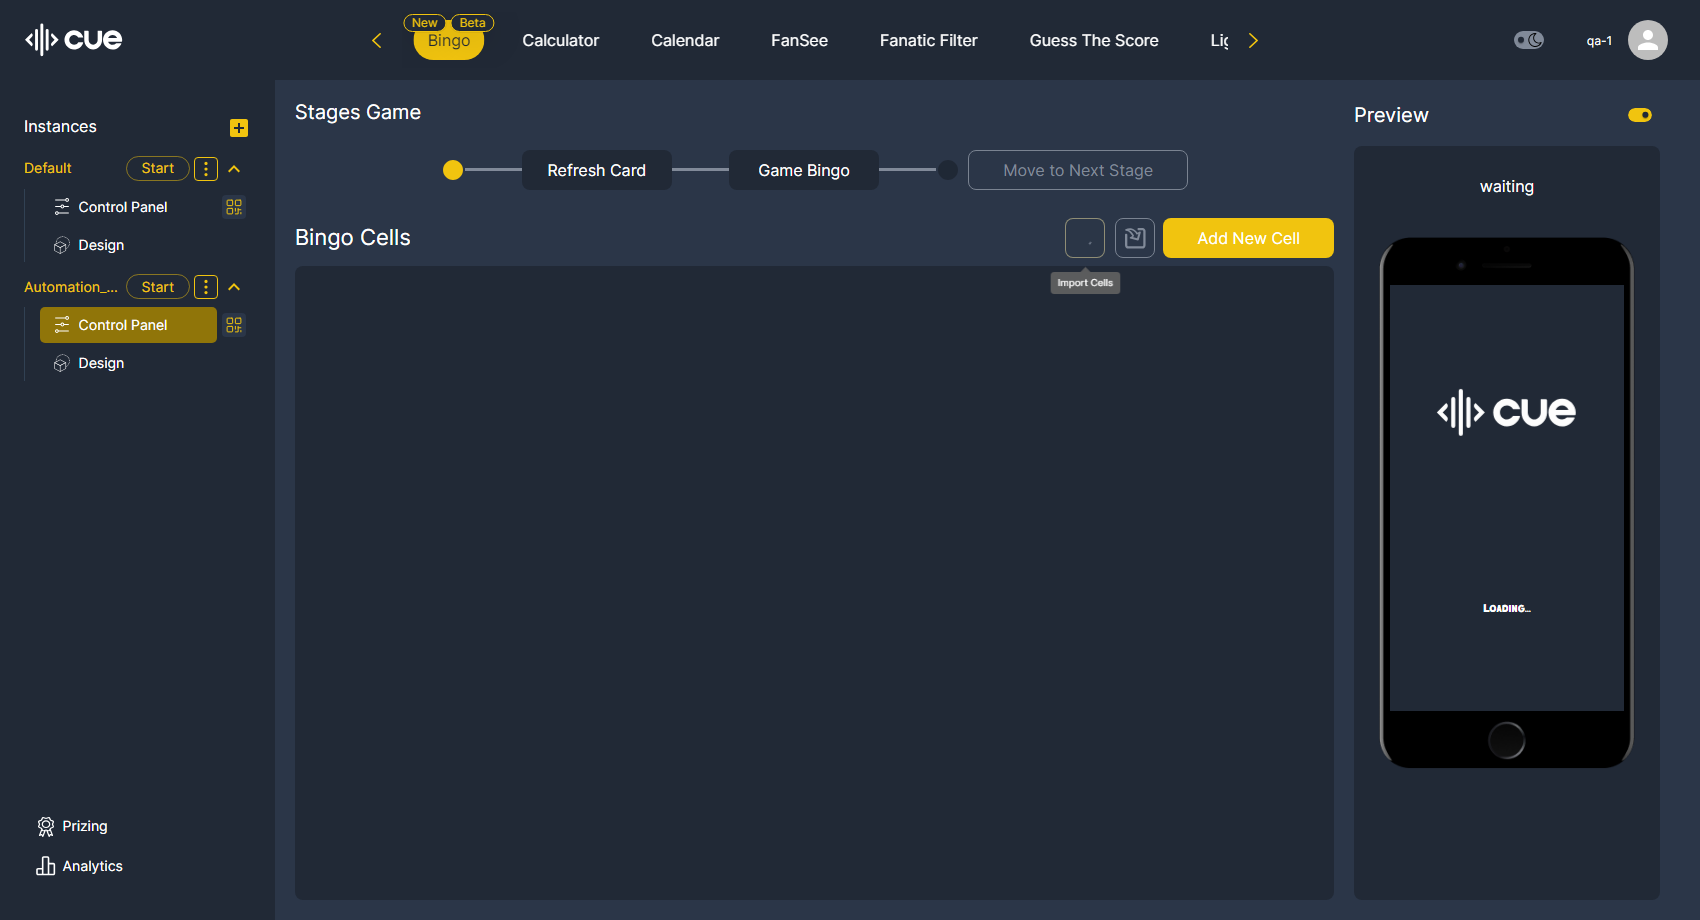 cue
New
Beta
Bingo
Calculator
Calendar
FanSee
Fanatic Filter
Guess The Score
Lig
qa-1
Instances
Default
Start
Control Panel
Design
Automation_...
Start
Control Panel
Design
Prizing
Analytics
Stages Game
Refresh Card
Game Bingo
Move to Next Stage
Bingo Cells
Add New Cell
Import Cells
Preview
waiting
cue
Loading...